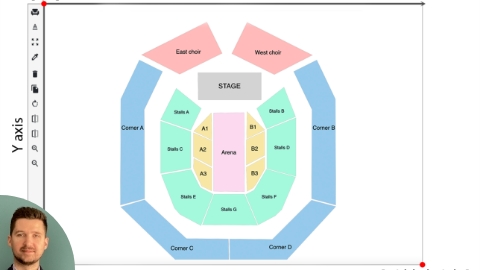 East choir
West choir
STAGE
Stalls A
Stalls B
Corner A
A1
B1
Corner B
Stalls C
A2
Arena
B2
Stalls D
A3
B3
Stalls E
Stalls F
Stalls G
Corner C
Corner D
Y axis